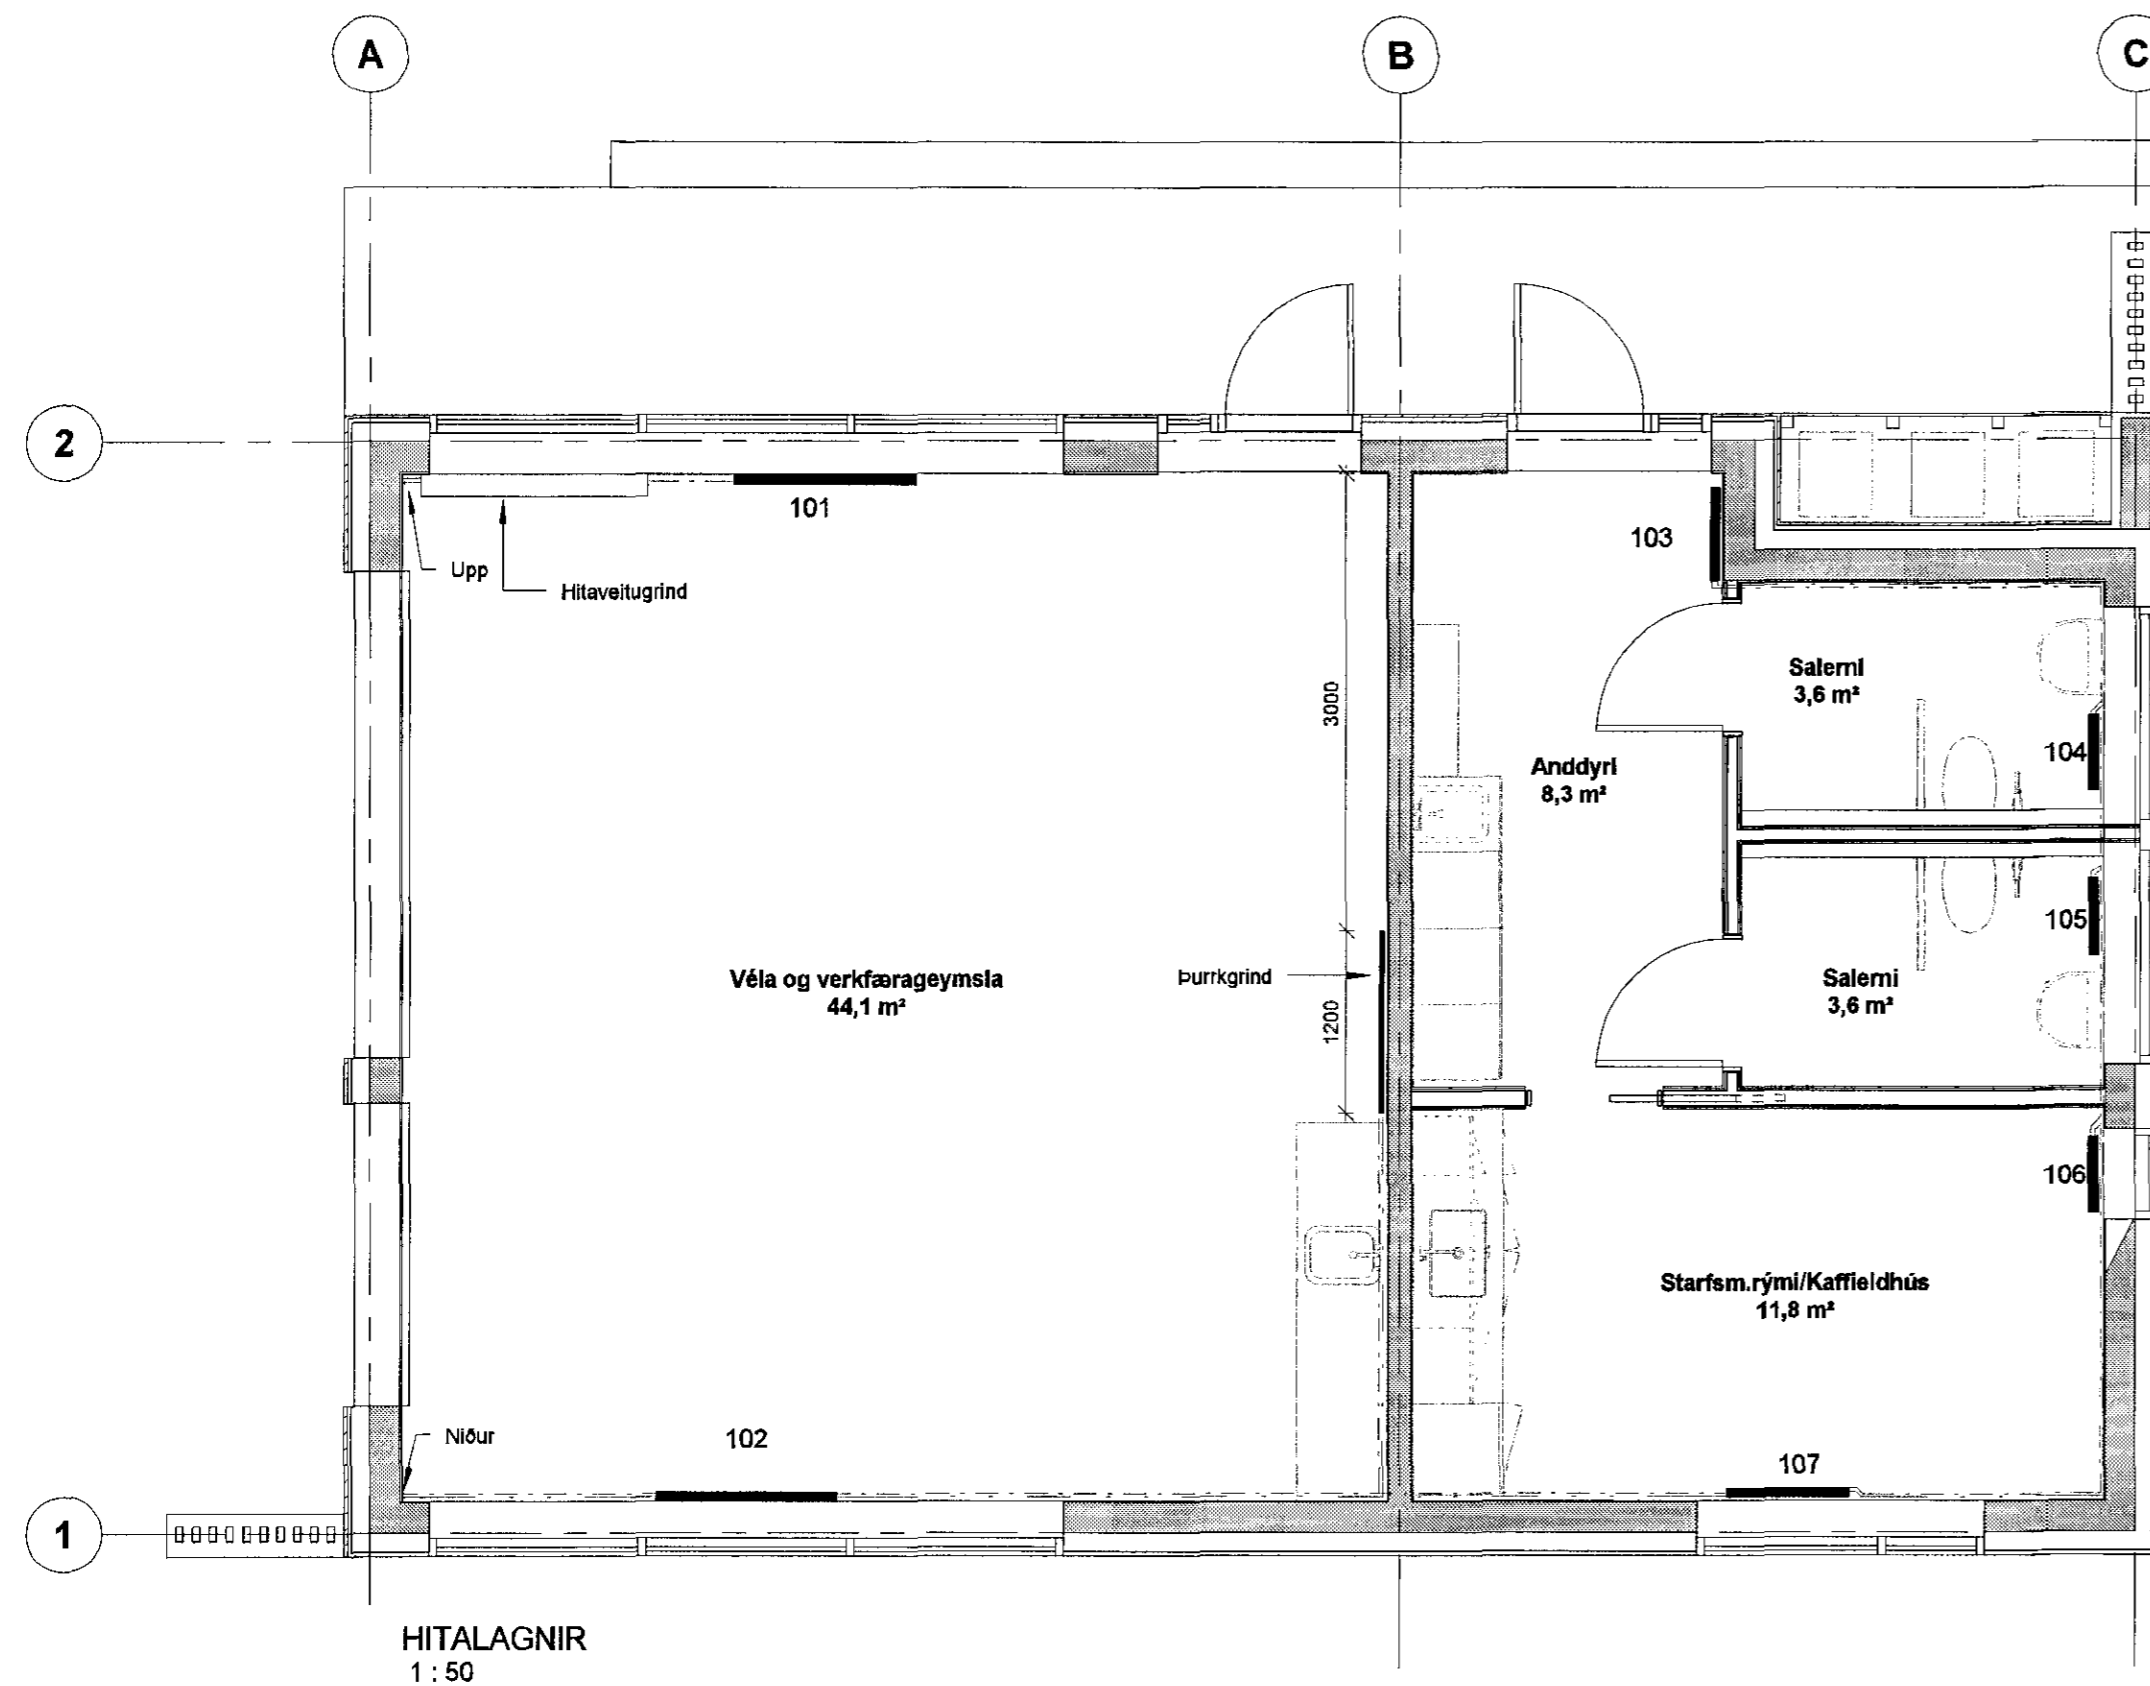 A
B
C
2
101
103
Upp
Hitaveitugrind
Salerni
3,6 m²
3000
104
Anddyri
8,3 m²
105
Véla og verkfærageymsla
44,1 m²
Þurrkgrind
Salerni
3,6 m²
1200
106
Starfsm.rými/Kaffieldhús
11,8 m²
Niður
102
107
1
HITALAGNIR
1 : 50